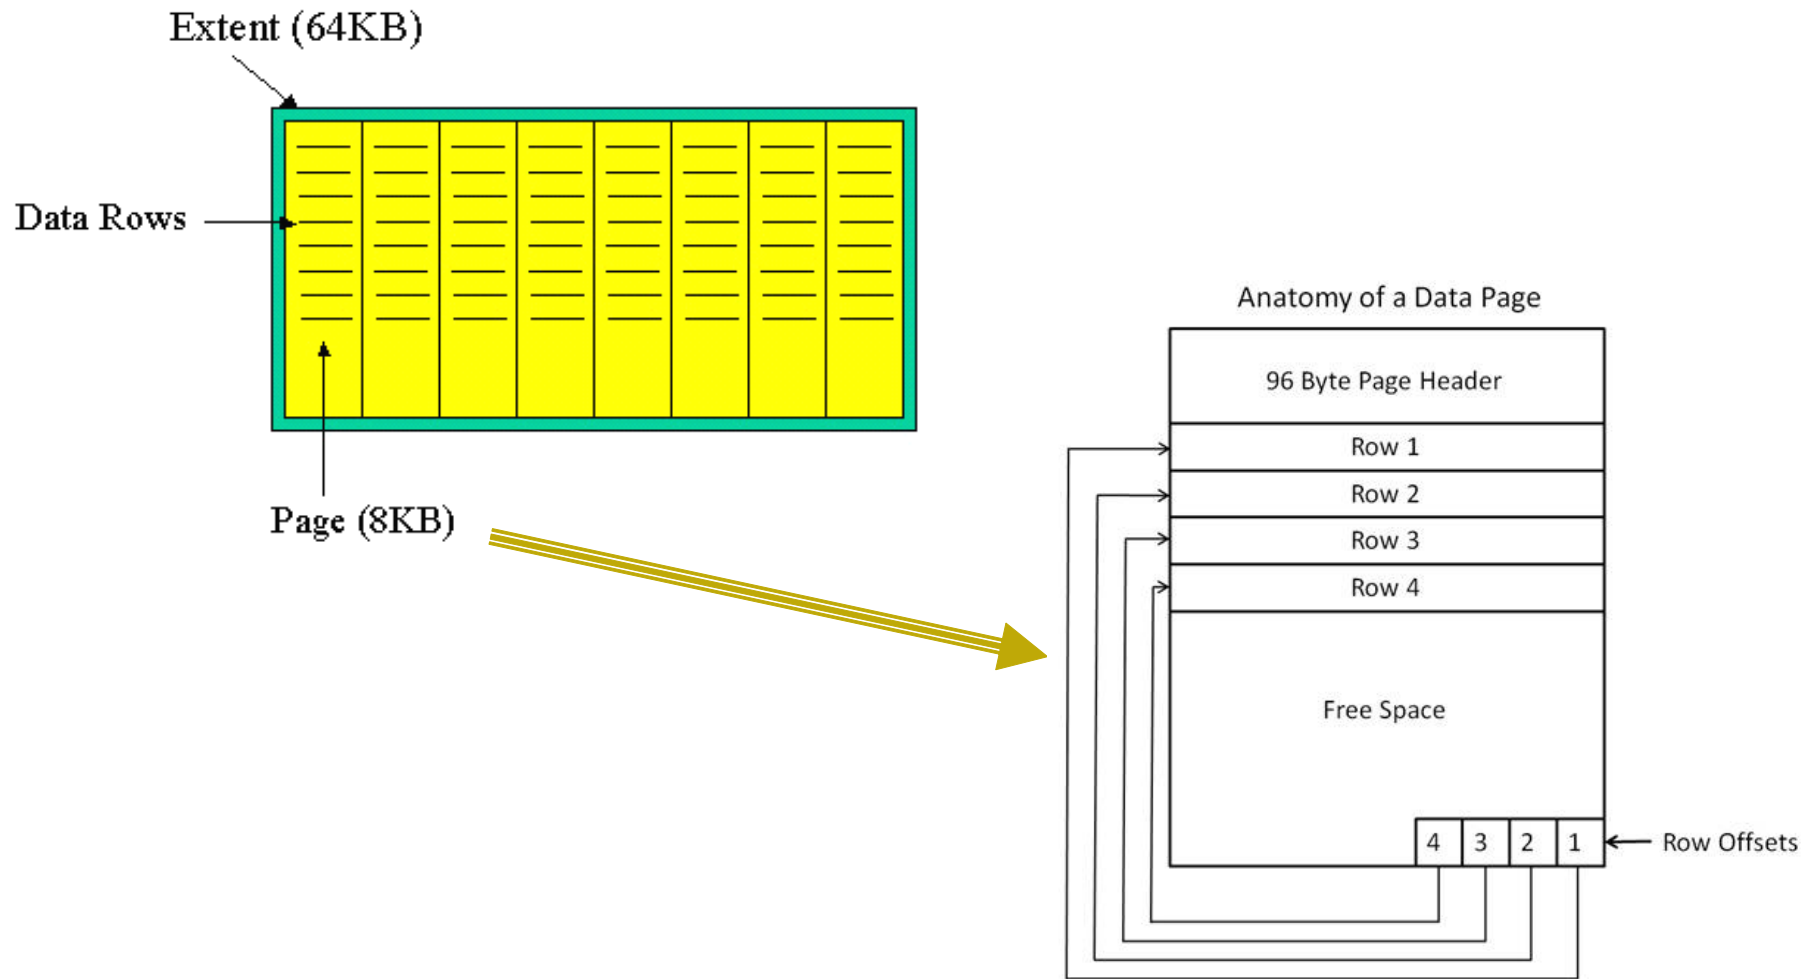 Extent (64KB)
Data Rows
Page (8KB)
Anatomy of a Data Page
96 Byte Page Header
Row 1
Row 2
Row 3
Row 4
Free Space
4 3 2 1
Row Offsets